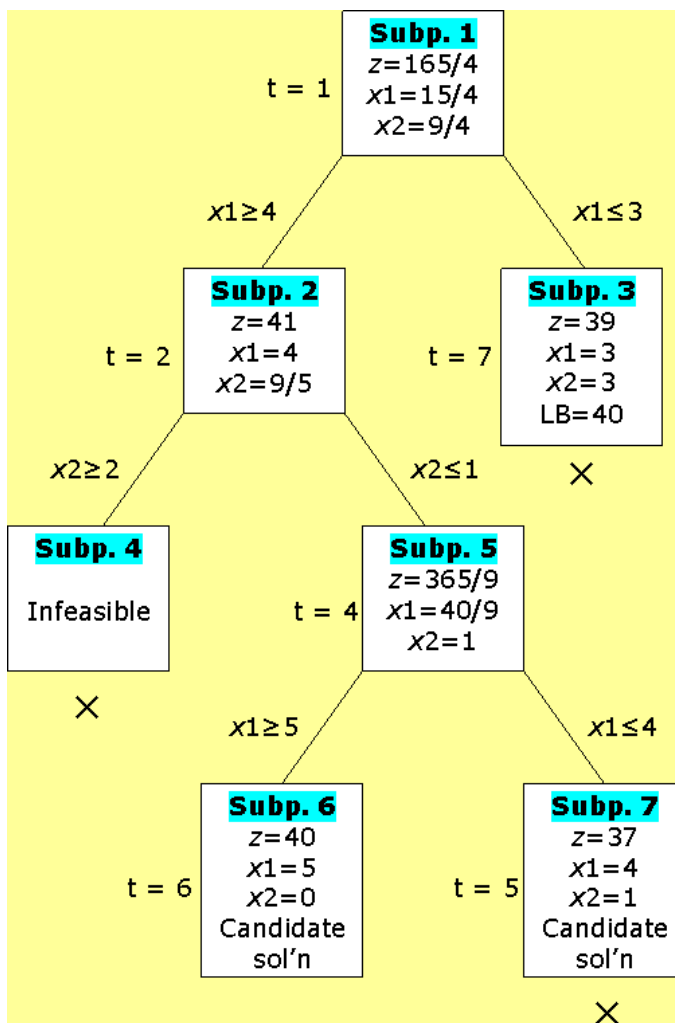 Subp. 1
z=165/4
t = 1
x1=15/4
x2=9/4
x1≥4
x1≤3
Subp. 2
z=41
t = 2
x1=4
x2=9/5
Subp. 3
z=39
t = 7
x1=3
x2=3
LB=40
×
x2≥2
x2≤1
Subp. 4
Infeasible
×
Subp. 5
z=365/9
t = 4
x1=40/9
x2=1
x1≥5
x1≤4
Subp. 6
z=40
x1=5
t = 6
x2=0
Candidate
sol’n
Subp. 7
z=37
x1=4
t = 5
x2=1
Candidate
sol’n
×